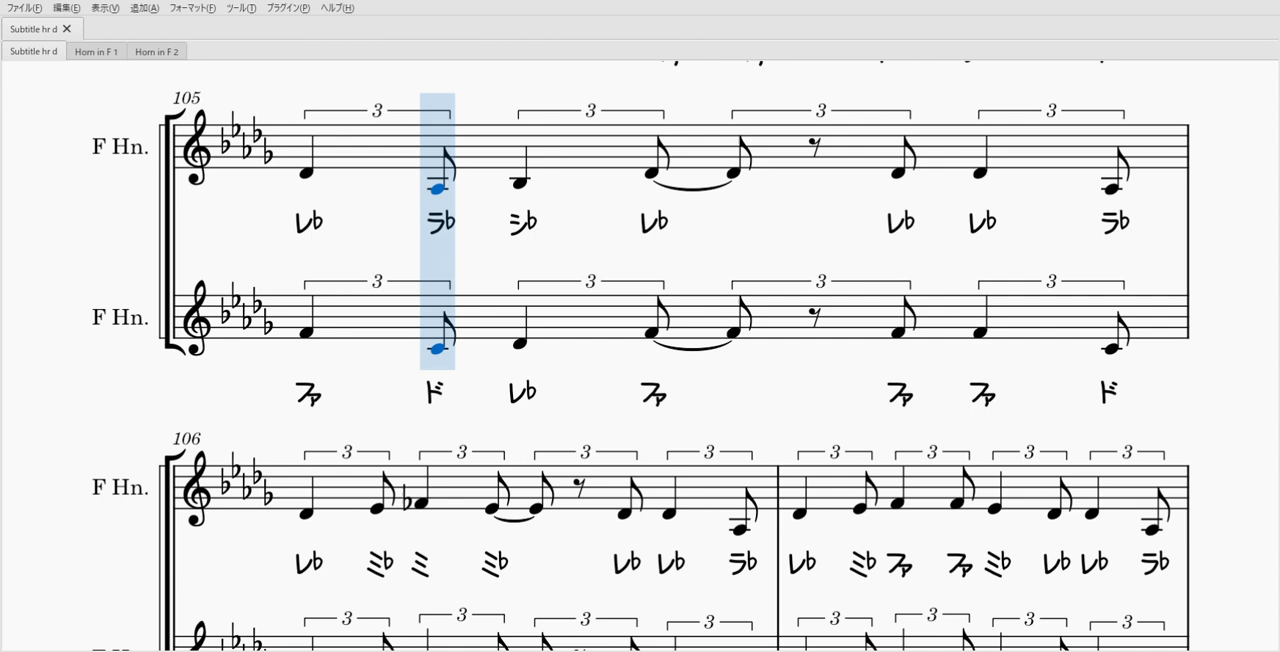 ファイル(F) 編集(E) 表示(V) 追加(A) フォーマット(F) ツール(T) プラグイン(P) ヘルプ(H)
Subtitle hr d
Subtitle hr d Horn in F 1 Horn in F 2
105
3 3 3 3
F Hn.
レ♭ ラ♭ シ♭ レ♭ レ♭ レ♭ ラ♭
3 3 3 3
F Hn.
ファ ド レ♭ ファ ファ ファ ド
106
3 3 3 3 3 3 3 3
F Hn.
レ♭ ミ♭ ミ ミ♭ レ♭ レ♭ ラ♭ レ♭ ミ♭ ファ ファ ミ♭ レ♭ レ♭ ラ♭
3 3 3 3 3 3 3 3